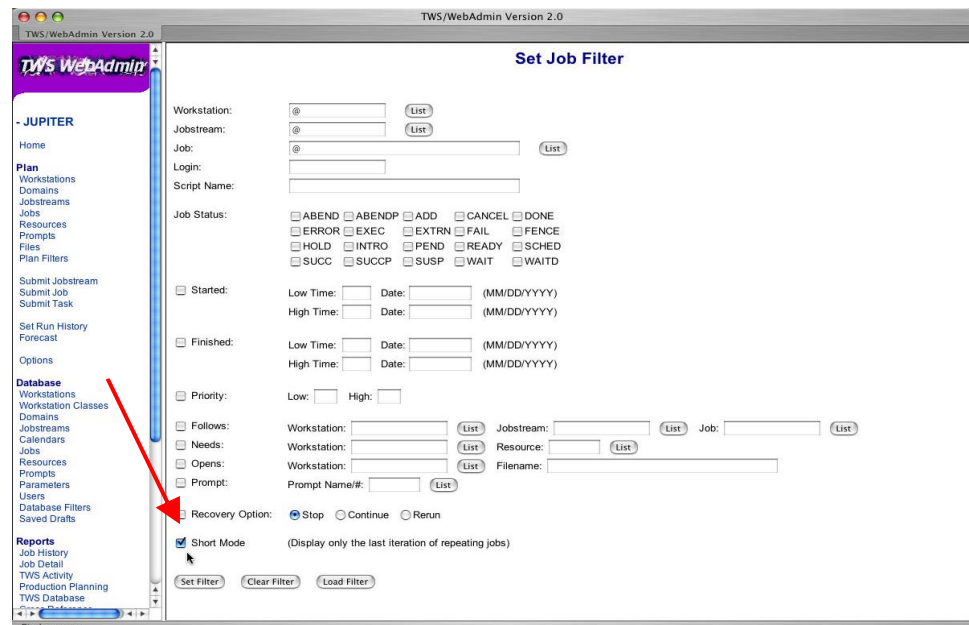 TWS/WebAdmin Version 2.0
TWS/WebAdmin Version 2.0
TWS WebAdmin
- JUPITER
Home
Plan
Workstations
Domains
Jobstreams
Jobs
Resources
Prompts
Files
Plan Filters
Submit Jobstream
Submit Job
Submit Task
Set Run History
Forecast
Options
Database
Workstations
Workstation Classes
Domains
Jobstreams
Calendars
Jobs
Resources
Prompts
Parameters
Users
Database Filters
Saved Drafts
Reports
Job History
Job Detail
TWS Activity
Production Planning
TWS Database
Set Job Filter
Workstation: @ List
Jobstream: @ List
Job: @ List
Login:
Script Name:
Job Status: ABEND ABENDP ADD CANCEL DONE
ERROR EXEC EXTRN FAIL FENCE
HOLD INTRO PEND READY SCHED
SUCC SUCCP SUSP WAIT WAITD
Started: Low Time: Date: (MM/DD/YYYY)
High Time: Date: (MM/DD/YYYY)
Finished: Low Time: Date: (MM/DD/YYYY)
High Time: Date: (MM/DD/YYYY)
Priority: Low: High:
Follows: Workstation: List Jobstream: List Job: List
Needs: Workstation: List Resource: List
Opens: Workstation: List Filename:
Prompt: Prompt Name/#: List
Recovery Option: Stop Continue Rerun
Short Mode (Display only the last iteration of repeating jobs)
Set Filter Clear Filter Load Filter